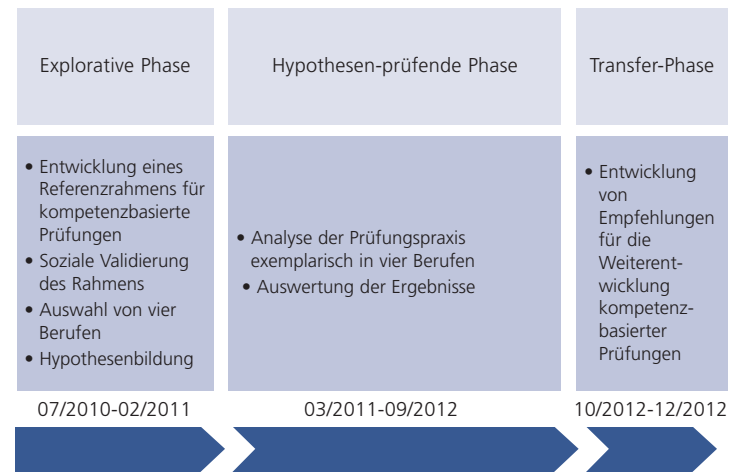 Explorative Phase
Hypothesen-prüfende Phase
Transfer-Phase
• Entwicklung eines
Referenzrahmens für
kompetenzbasierte
Prüfungen
• Soziale Validierung
des Rahmens
• Auswahl von vier
Berufen
• Hypothesenbildung
• Analyse der Prüfungspraxis
exemplarisch in vier Berufen
• Auswertung der Ergebnisse
• Entwicklung
von
Empfehlungen
für die
Weiterent-
wicklung
kompetenz-
basierter
Prüfungen
07/2010-02/2011
03/2011-09/2012
10/2012-12/2012